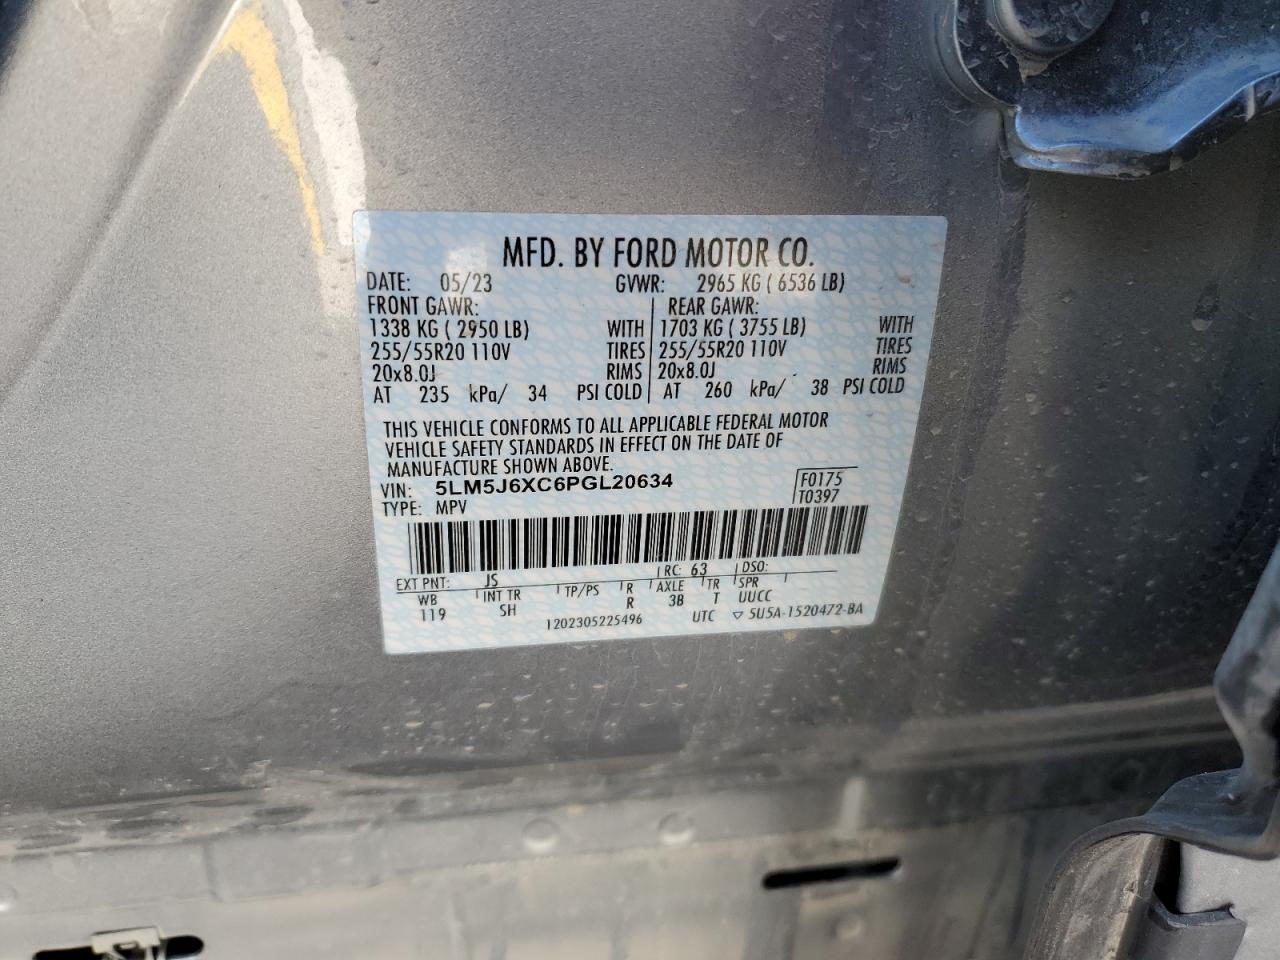 MFD. BY FORD MOTOR CO.
DATE: 05/23 GVWR: 2965 KG ( 6536 LB)
FRONT GAWR: REAR GAWR:
1338 KG ( 2950 LB) WITH 1703 KG ( 3755 LB) WITH
255/55R20 110V TIRES 255/55R20 110V TIRES
20x8.0J RIMS 20x8.0J RIMS
AT 235 kPa/ 34 PSI COLD AT 260 kPa/ 38 PSI COLD
THIS VEHICLE CONFORMS TO ALL APPLICABLE FEDERAL MOTOR
VEHICLE SAFETY STANDARDS IN EFFECT ON THE DATE OF
MANUFACTURE SHOWN ABOVE.
VIN: 5LM5J6XC6PGL20634 F0175
TYPE: MPV T0397
EXT PNT: JS RC: 63 DSO:
WB INT TR TP/PS R AXLE TR SPR
119 SH R 3B T UUCC
1202305225496 UTC ▽ 5U5A-1520472-BA